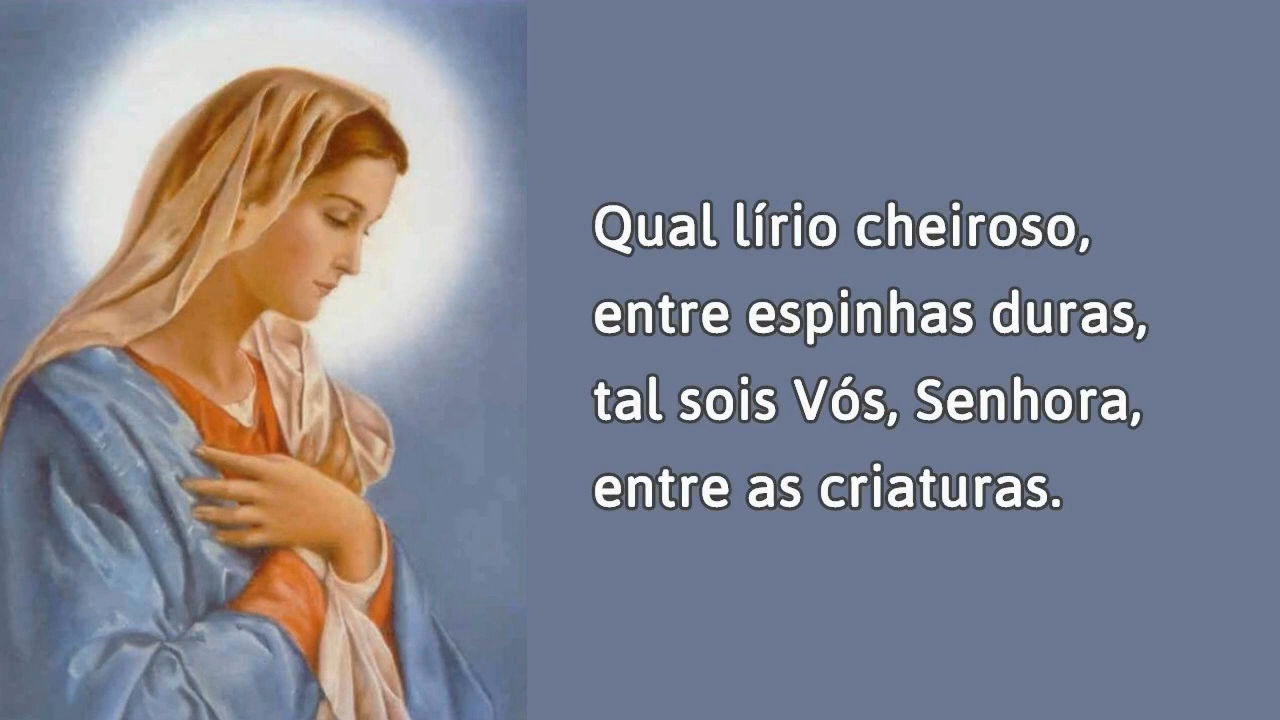 Qual lírio cheiroso,
entre espinhas duras,
tal sois Vós, Senhora,
entre as criaturas.